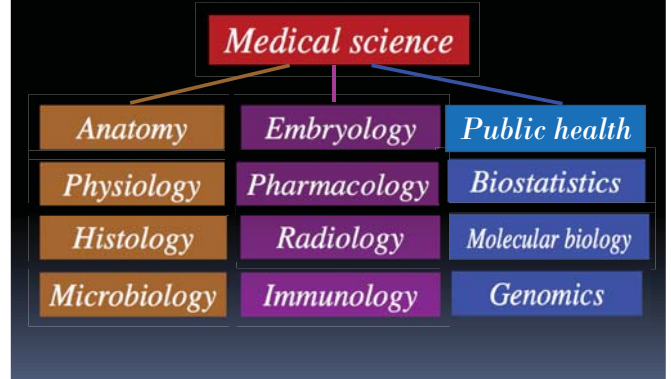 Medical science
Anatomy
Embryology
Public health
Physiology
Pharmacology
Biostatistics
Histology
Radiology
Molecular biology
Microbiology
Immunology
Genomics